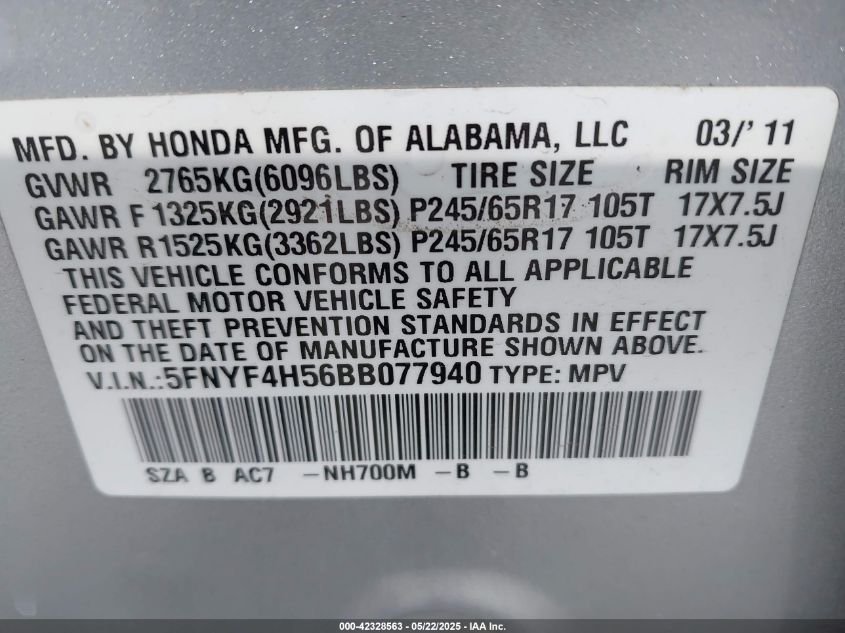 MFD. BY HONDA MFG. OF ALABAMA, LLC 03/'11
GVWR 2765KG(6096LBS) TIRE SIZE RIM SIZE
GAWR F 1325KG(2921LBS) P245/65R17 105T 17X7.5J
GAWR R1525KG(3362LBS) P245/65R17 105T 17X7.5J
THIS VEHICLE CONFORMS TO ALL APPLICABLE
FEDERAL MOTOR VEHICLE SAFETY
AND THEFT PREVENTION STANDARDS IN EFFECT
ON THE DATE OF MANUFACTURE SHOWN ABOVE.
V.I.N.:5FNYF4H56BB077940 TYPE: MPV
SZA B AC7 -NH700M -B -B
000-42328563 - 05/22/2025 - IAA Inc.